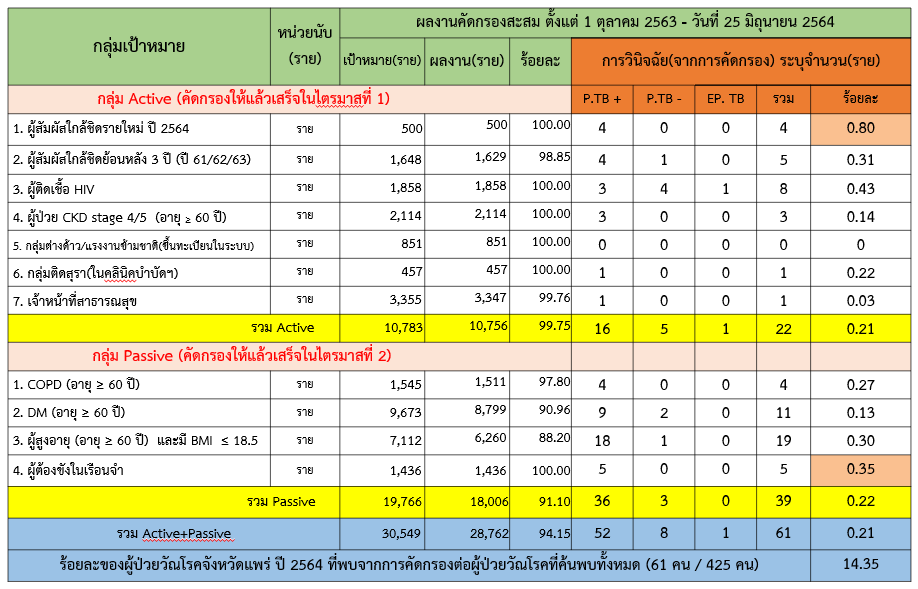 กลุ่มเป้าหมาย หน่วยนับ (ราย) ผลงานคัดกรองสะสม ตั้งแต่ 1 ตุลาคม 2563 - วันที่ 25 มิถุนายน 2564
เป้าหมาย(ราย) ผลงาน(ราย) ร้อยละ การวินิจฉัย(จากการคัดกรอง) ระบุจำนวน(ราย)
กลุ่ม Active (คัดกรองให้แล้วเสร็จในไตรมาสที่ 1) P.TB + P.TB - EP. TB รวม ร้อยละ
1. ผู้สัมผัสใกล้ชิดรายใหม่ ปี 2564 ราย 500 500 100.00 4 0 0 4 0.80
2. ผู้สัมผัสใกล้ชิดย้อนหลัง 3 ปี (ปี 61/62/63) ราย 1,648 1,629 98.85 4 1 0 5 0.31
3. ผู้ติดเชื้อ HIV ราย 1,858 1,858 100.00 3 4 1 8 0.43
4. ผู้ป่วย CKD stage 4/5 (อายุ ≥ 60 ปี) ราย 2,114 2,114 100.00 3 0 0 3 0.14
5. กลุ่มต่างด้าว/แรงงานข้ามชาติ(ขึ้นทะเบียนในระบบ) ราย 851 851 100.00 0 0 0 0 0
6. กลุ่มติดสุรา(ในคลินิคบำบัดฯ) ราย 457 457 100.00 1 0 0 1 0.22
7. เจ้าหน้าที่สาธารณสุข ราย 3,355 3,347 99.76 1 0 0 1 0.03
รวม Active 10,783 10,756 99.75 16 5 1 22 0.21
กลุ่ม Passive (คัดกรองให้แล้วเสร็จในไตรมาสที่ 2)
1. COPD (อายุ ≥ 60 ปี) ราย 1,545 1,511 97.80 4 0 0 4 0.27
2. DM (อายุ ≥ 60 ปี) ราย 9,673 8,799 90.96 9 2 0 11 0.13
3. ผู้สูงอายุ (อายุ ≥ 60 ปี) และมี BMI ≤ 18.5 ราย 7,112 6,260 88.20 18 1 0 19 0.30
4. ผู้ต้องขังในเรือนจำ ราย 1,436 1,436 100.00 5 0 0 5 0.35
รวม Passive 19,766 18,006 91.10 36 3 0 39 0.22
รวม Active+Passive 30,549 28,762 94.15 52 8 1 61 0.21
ร้อยละของผู้ป่วยวัณโรคจังหวัดแพร่ ปี 2564 ที่พบจากการคัดกรองต่อผู้ป่วยวัณโรคที่ค้นพบทั้งหมด (61 คน / 425 คน) 14.35